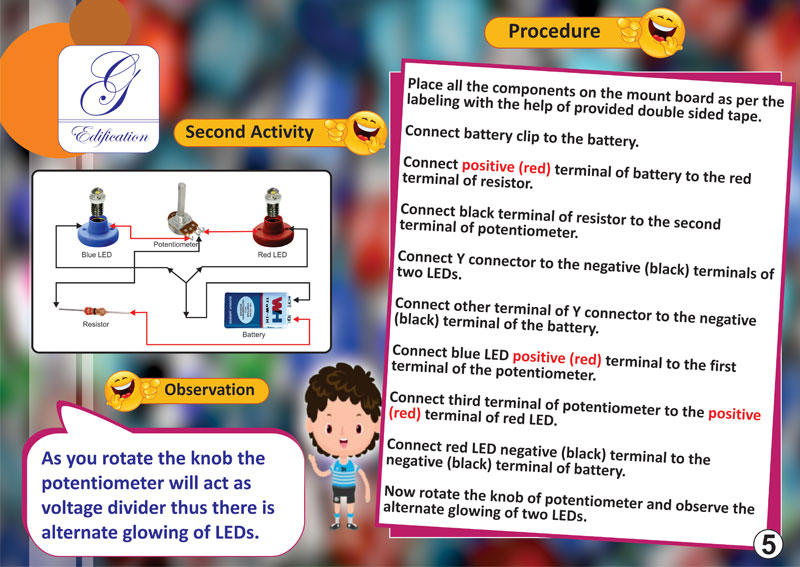 G
Edification
Second Activity
Blue LED
Potentiometer
Red LED
Resistor
Battery
Observation
As you rotate the knob the
potentiometer will act as
voltage divider thus there is
alternate glowing of LEDs.
Procedure
Place all the components on the mount board as per the
labeling with the help of provided double sided tape.
Connect battery clip to the battery.
Connect positive (red) terminal of battery to the red
terminal of resistor.
Connect black terminal of resistor to the second
terminal of potentiometer.
Connect Y connector to the negative (black) terminals of
two LEDs.
Connect other terminal of Y connector to the negative
(black) terminal of the battery.
Connect blue LED positive (red) terminal to the first
terminal of the potentiometer.
Connect third terminal of potentiometer to the positive
(red) terminal of red LED.
Connect red LED negative (black) terminal to the
negative (black) terminal of battery.
Now rotate the knob of potentiometer and observe the
alternate glowing of two LEDs.
5